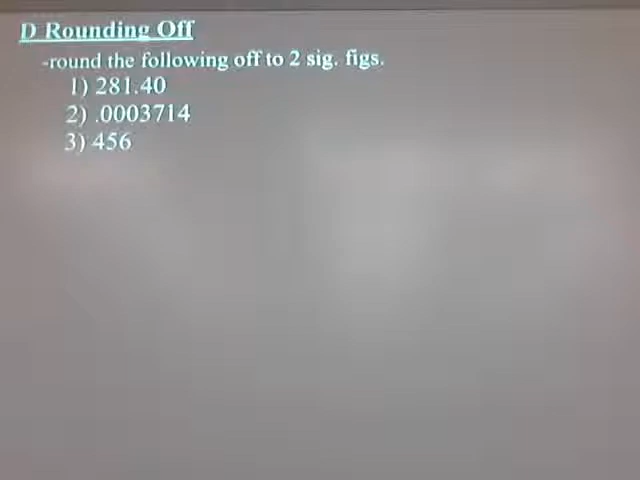 D Rounding Off
-round the following off to 2 sig. figs.
1) 281.40
2) .0003714
3) 456